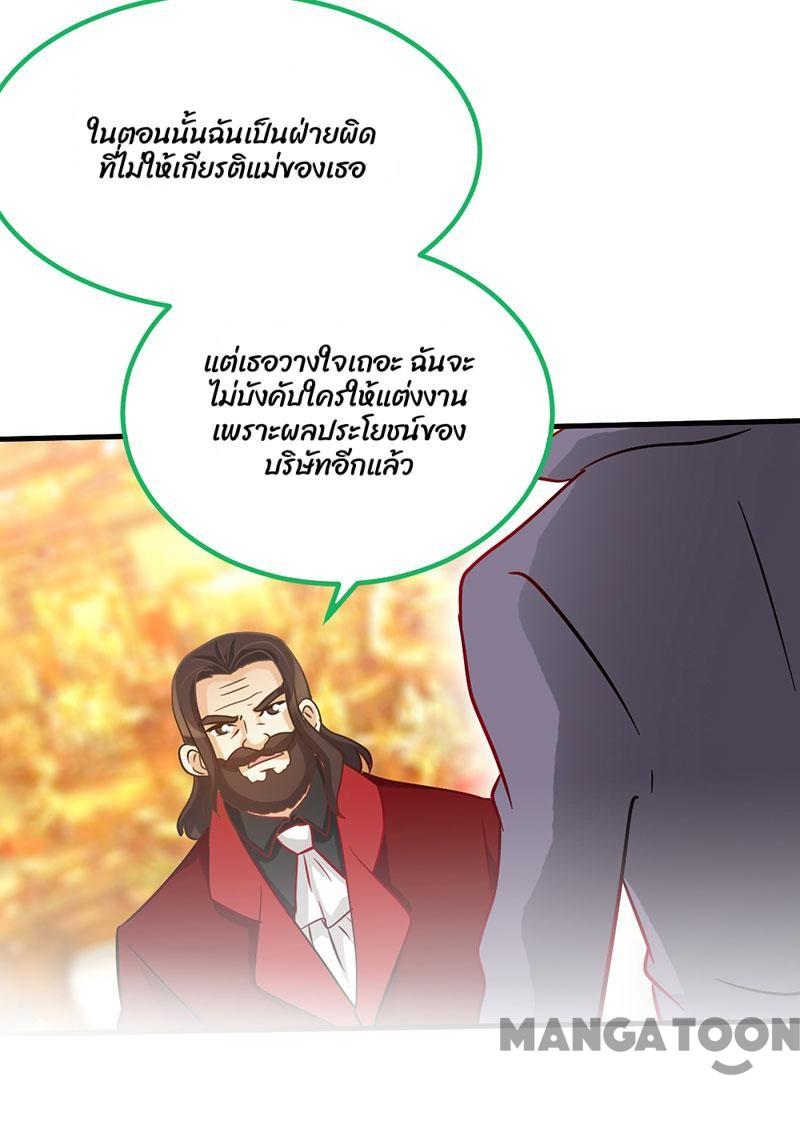 ในตอนนั้นฉันเป็นฝ่ายผิด
ที่ไม่ให้เกียรติแม่ของเธอ
แต่เธอวางใจเถอะ ฉันจะ
ไม่บังคับใครให้แต่งงาน
เพราะผลประโยชน์ของ
บริษัทอีกแล้ว
MANGATOON